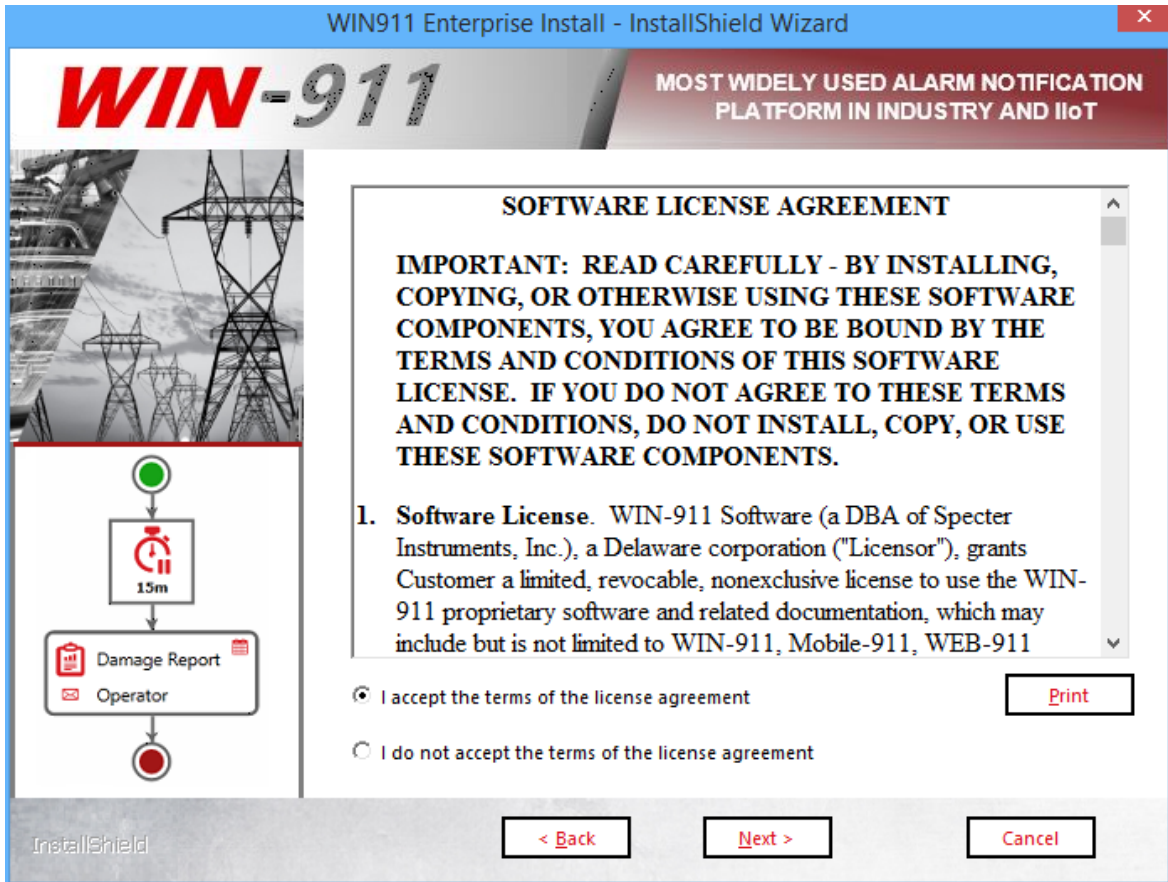 WIN911 Enterprise Install - InstallShield Wizard
WIN-911
MOST WIDELY USED ALARM NOTIFICATION
PLATFORM IN INDUSTRY AND IIoT
SOFTWARE LICENSE AGREEMENT
IMPORTANT: READ CAREFULLY - BY INSTALLING,
COPYING, OR OTHERWISE USING THESE SOFTWARE
COMPONENTS, YOU AGREE TO BE BOUND BY THE
TERMS AND CONDITIONS OF THIS SOFTWARE
LICENSE. IF YOU DO NOT AGREE TO THESE TERMS
AND CONDITIONS, DO NOT INSTALL, COPY, OR USE
THESE SOFTWARE COMPONENTS.
1. Software License. WIN-911 Software (a DBA of Specter
Instruments, Inc.), a Delaware corporation ("Licensor"), grants
Customer a limited, revocable, nonexclusive license to use the WIN-
911 proprietary software and related documentation, which may
include but is not limited to WIN-911, Mobile-911, WEB-911
15m
Damage Report
Operator
I accept the terms of the license agreement
Print
I do not accept the terms of the license agreement
InstallShield
< Back
Next >
Cancel